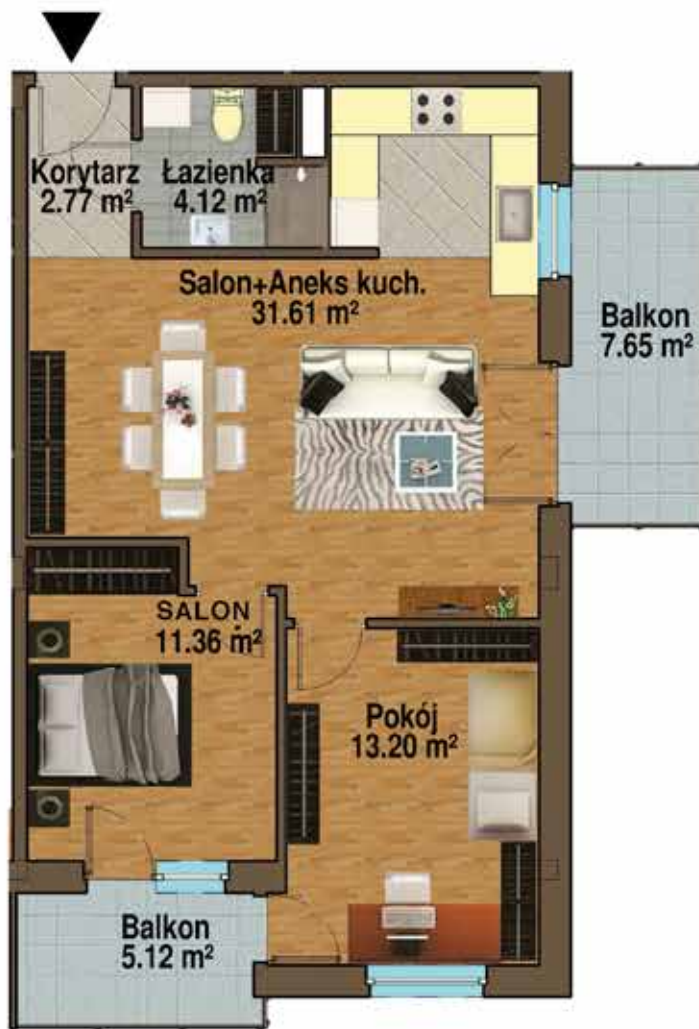 Korytarz
2.77 m²
Łazienka
4.12 m²
Salon+Aneks kuch.
31.61 m²
Balkon
7.65 m²
SALON
11.36 m²
Pokój
13.20 m²
Balkon
5.12 m²